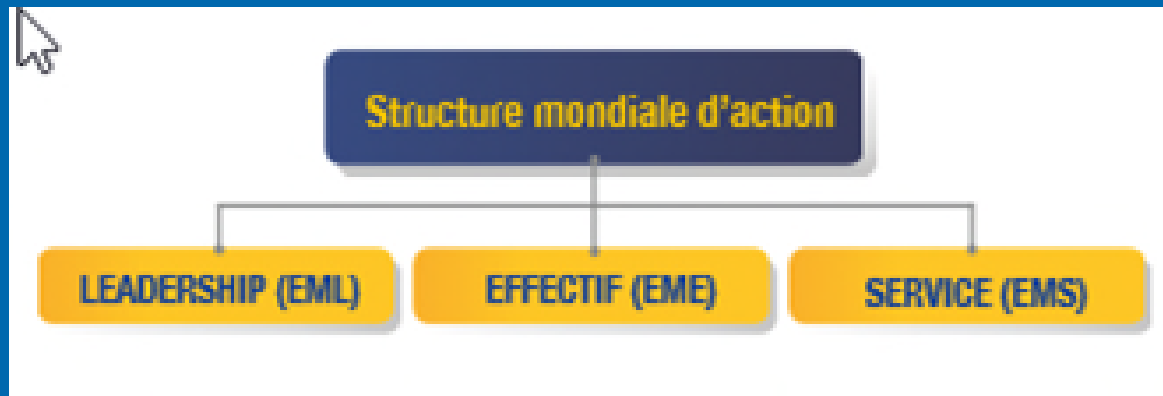 Structure mondiale d'action
LEADERSHIP (EML)
EFFECTIF (EME)
SERVICE (EMS)